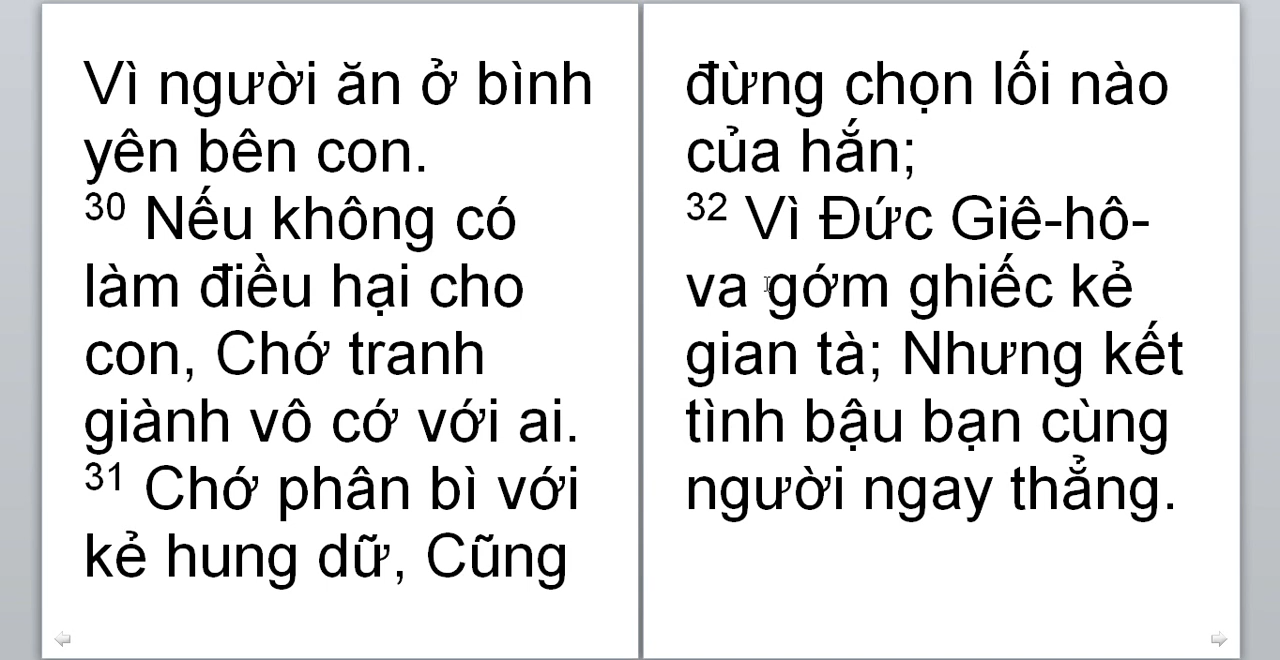 Vì người ăn ở bình
yên bên con.
30 Nếu không có
làm điều hại cho
con, Chớ tranh
giành vô cớ với ai.
31 Chớ phân bì với
kẻ hung dữ, Cũng
đừng chọn lối nào
của hắn;
32 Vì Đức Giê-hô-
va gớm ghiếc kẻ
gian tà; Nhưng kết
tình bậu bạn cùng
người ngay thẳng.